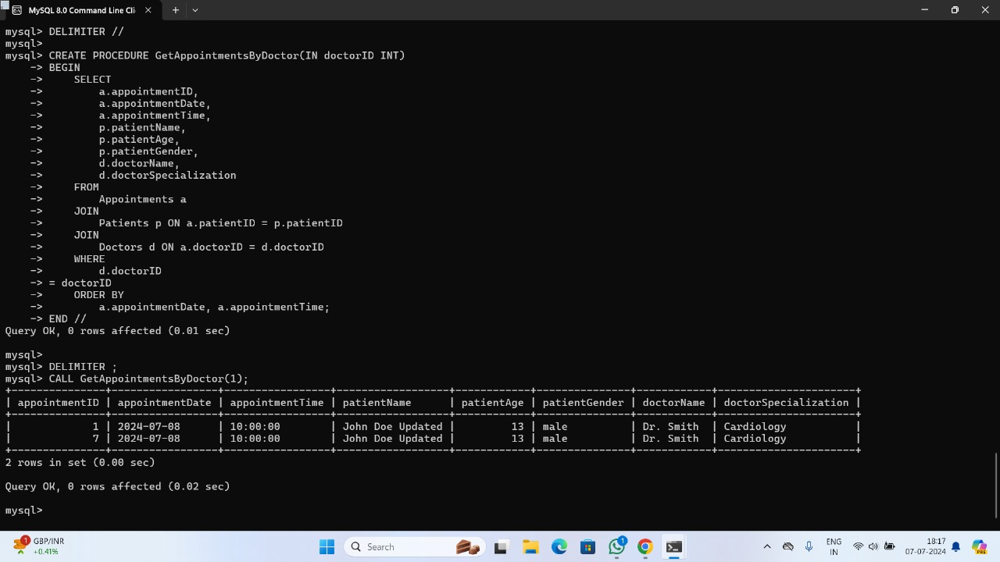 MySQL 8.0 Command Line Cli
mysql> DELIMITER //
mysql>
mysql> CREATE PROCEDURE GetAppointmentsByDoctor(IN doctorID INT)
    -> BEGIN
    ->     SELECT
    ->         a.appointmentID,
    ->         a.appointmentDate,
    ->         a.appointmentTime,
    ->         p.patientName,
    ->         p.patientAge,
    ->         p.patientGender,
    ->         d.doctorName,
    ->         d.doctorSpecialization
    ->     FROM
    ->         Appointments a
    ->     JOIN
    ->         Patients p ON a.patientID = p.patientID
    ->     JOIN
    ->         Doctors d ON a.doctorID = d.doctorID
    ->     WHERE
    ->         d.doctorID
    -> = doctorID
    ->     ORDER BY
    ->         a.appointmentDate, a.appointmentTime;
    -> END //
Query OK, 0 rows affected (0.01 sec)
mysql>
mysql> DELIMITER ;
mysql> CALL GetAppointmentsByDoctor(1);
+---------------+-----------------+-----------------+------------------+------------+---------------+------------+----------------------+
| appointmentID | appointmentDate | appointmentTime | patientName      | patientAge | patientGender | doctorName | doctorSpecialization |
+---------------+-----------------+-----------------+------------------+------------+---------------+------------+----------------------+
|             1 | 2024-07-08      | 10:00:00        | John Doe Updated |         13 | male          | Dr. Smith  | Cardiology           |
|             7 | 2024-07-08      | 10:00:00        | John Doe Updated |         13 | male          | Dr. Smith  | Cardiology           |
+---------------+-----------------+-----------------+------------------+------------+---------------+------------+----------------------+
2 rows in set (0.00 sec)
Query OK, 0 rows affected (0.02 sec)
mysql>
1 GBP/INR
+0.41%
Search
1
ENG
IN
18:17
07-07-2024
PRE